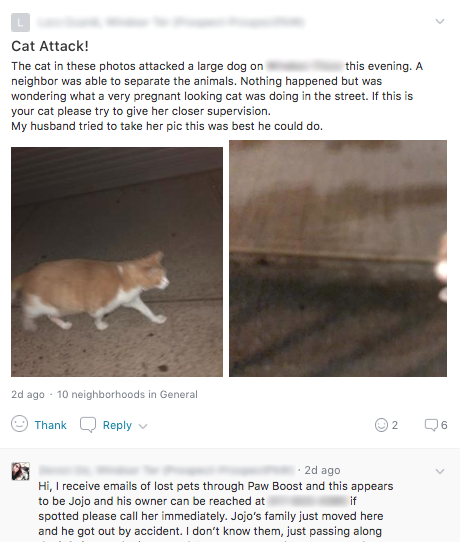 L
Cat Attack!
The cat in these photos attacked a large dog on this evening. A
neighbor was able to separate the animals. Nothing happened but was
wondering what a very pregnant looking cat was doing in the street. If this is
your cat please try to give her closer supervision.
My husband tried to take her pic this was best he could do.
2d ago · 10 neighborhoods in General
Thank Reply 2 6
· 2d ago
Hi, I receive emails of lost pets through Paw Boost and this appears
to be Jojo and his owner can be reached at if
spotted please call her immediately. Jojo's family just moved here
and he got out by accident. I don't know them, just passing along